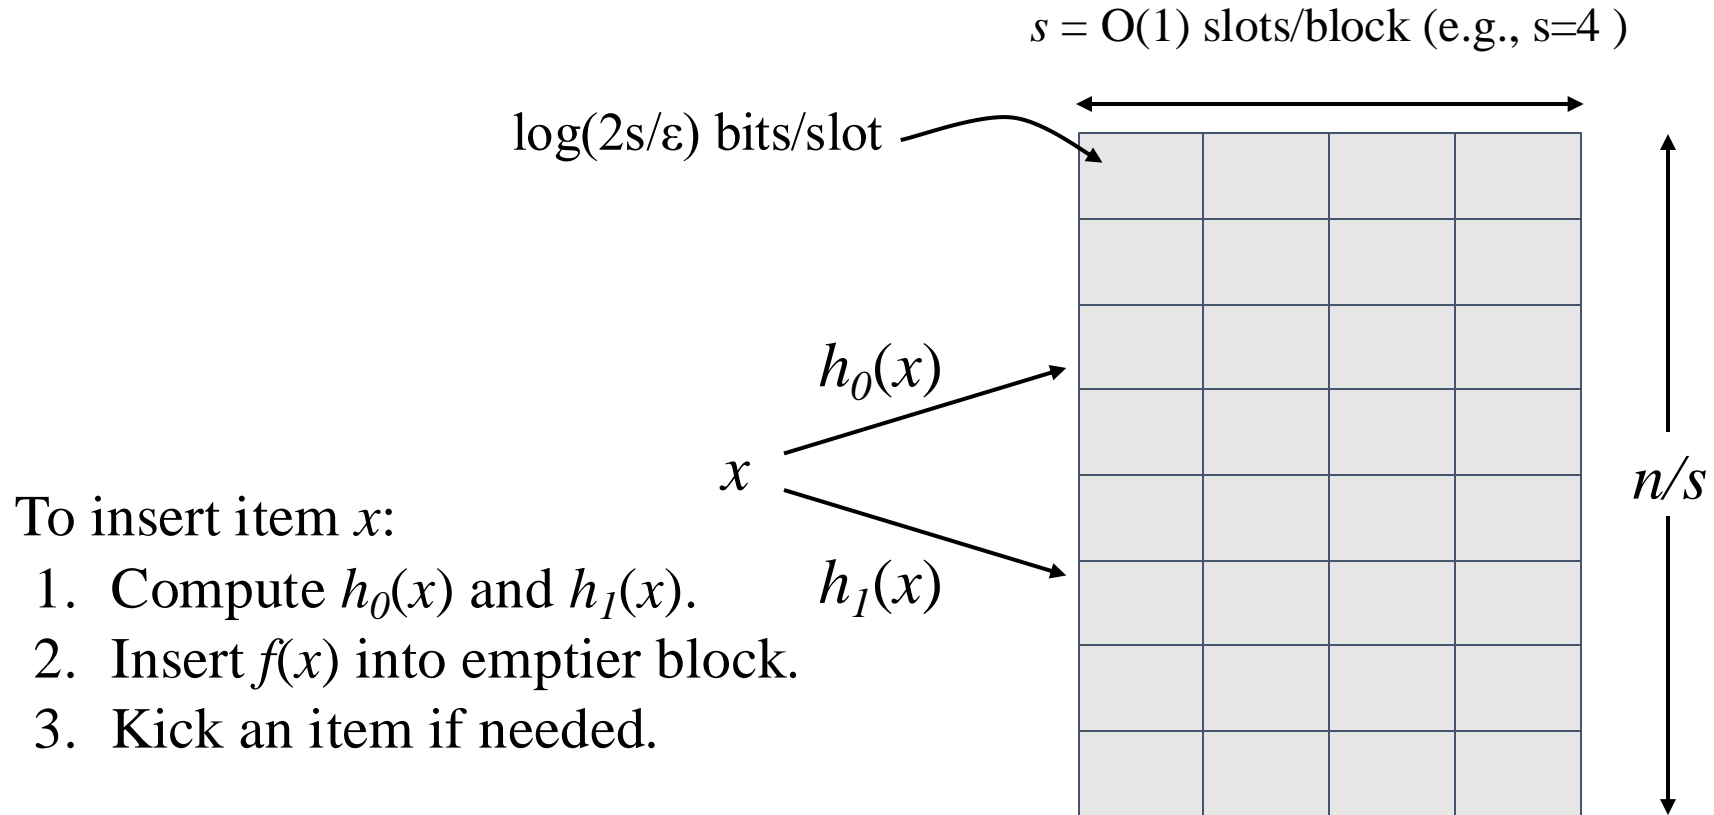 s = O(1) slots/block (e.g., s=4 )
log(2s/ε) bits/slot
h₀(x)
x
n/s
h₁(x)
To insert item x:
1. Compute h₀(x) and h₁(x).
2. Insert f(x) into emptier block.
3. Kick an item if needed.